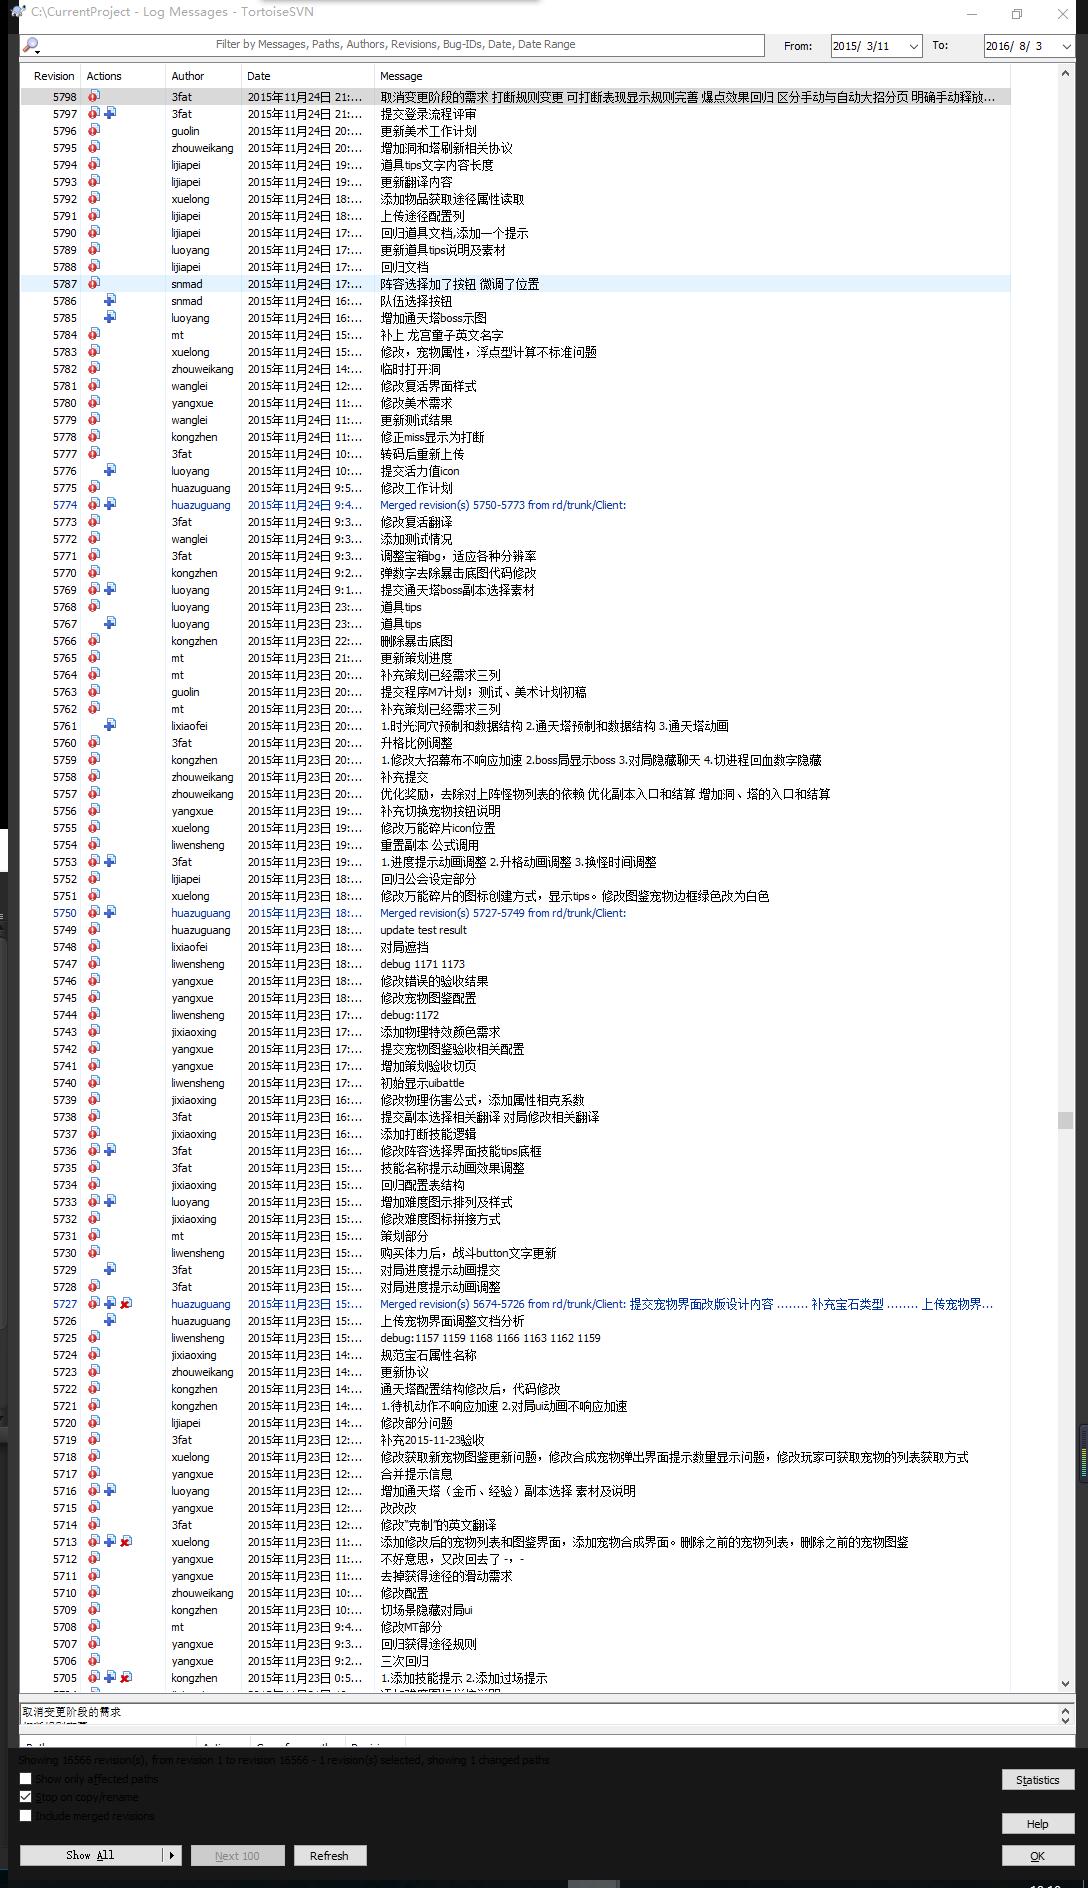 C:\CurrentProject - Log Messages - TortoiseSVN
Filter by Messages, Paths, Authors, Revisions, Bug-IDs, Date, Date Range From: 2015/ 3/11 To: 2016/ 8/ 3
Revision Actions Author Date Message
5798 3fat 2015年11月24日 21:... 取消变更阶段的需求 打断规则变更 可打断表现显示规则完善 爆点效果回归 区分手动与自动大招分页 明确手动释放...
5797 3fat 2015年11月24日 21:... 提交登录流程评审
5796 guolin 2015年11月24日 20:... 更新美术工作计划
5795 zhouweikang 2015年11月24日 20:... 增加洞和塔刷新相关协议
5794 lijiapei 2015年11月24日 19:... 道具tips文字内容长度
5793 lijiapei 2015年11月24日 19:... 更新翻译内容
5792 xuelong 2015年11月24日 18:... 添加物品获取途径属性读取
5791 lijiapei 2015年11月24日 18:... 上传途径配置列
5790 lijiapei 2015年11月24日 17:... 回归道具文档,添加一个提示
5789 luoyang 2015年11月24日 17:... 更新道具tips说明及素材
5788 lijiapei 2015年11月24日 17:... 回归文档
5787 snmad 2015年11月24日 17:... 阵容选择加了按钮 微调了位置
5786 snmad 2015年11月24日 16:... 队伍选择按钮
5785 luoyang 2015年11月24日 16:... 增加通天塔boss示图
5784 mt 2015年11月24日 15:... 补上 龙宫童子英文名字
5783 xuelong 2015年11月24日 15:... 修改，宠物属性，浮点型计算不标准问题
5782 zhouweikang 2015年11月24日 14:... 临时打开洞
5781 wanglei 2015年11月24日 12:... 修改复活界面样式
5780 yangxue 2015年11月24日 11:... 修改美术需求
5779 wanglei 2015年11月24日 11:... 更新测试结果
5778 kongzhen 2015年11月24日 11:... 修正miss显示为打断
5777 3fat 2015年11月24日 10:... 转码后重新上传
5776 luoyang 2015年11月24日 10:... 提交活力值icon
5775 huazuguang 2015年11月24日 9:5... 修改工作计划
5774 huazuguang 2015年11月24日 9:4... Merged revision(s) 5750-5773 from rd/trunk/Client:
5773 3fat 2015年11月24日 9:3... 修改复活翻译
5772 wanglei 2015年11月24日 9:3... 添加测试情况
5771 3fat 2015年11月24日 9:3... 调整宝箱bg，适应各种分辨率
5770 kongzhen 2015年11月24日 9:2... 弹数字去除暴击底图代码修改
5769 luoyang 2015年11月24日 9:1... 提交通天塔boss副本选择素材
5768 luoyang 2015年11月23日 23:... 道具tips
5767 luoyang 2015年11月23日 23:... 道具tips
5766 kongzhen 2015年11月23日 22:... 删除暴击底图
5765 mt 2015年11月23日 21:... 更新策划进度
5764 mt 2015年11月23日 20:... 补充策划已经需求三列
5763 guolin 2015年11月23日 20:... 提交程序M7计划；测试、美术计划初稿
5762 mt 2015年11月23日 20:... 补充策划已经需求三列
5761 lixiaofei 2015年11月23日 20:... 1.时光洞穴预制和数据结构 2.通天塔预制和数据结构 3.通天塔动画
5760 3fat 2015年11月23日 20:... 升格比例调整
5759 kongzhen 2015年11月23日 20:... 1.修改大招幕布不响应加速 2.boss局显示boss 3.对局隐藏聊天 4.切进程回血数字隐藏
5758 zhouweikang 2015年11月23日 20:... 补充提交
5757 zhouweikang 2015年11月23日 20:... 优化奖励，去除对上阵怪物列表的依赖 优化副本入口和结算 增加洞、塔的入口和结算
5756 yangxue 2015年11月23日 19:... 补充切换宠物按钮说明
5755 xuelong 2015年11月23日 19:... 修改万能碎片icon位置
5754 liwensheng 2015年11月23日 19:... 重置副本 公式调用
5753 3fat 2015年11月23日 19:... 1.进度提示动画调整 2.升格动画调整 3.换怪时间调整
5752 lijiapei 2015年11月23日 18:... 回归公会设定部分
5751 xuelong 2015年11月23日 18:... 修改万能碎片的图标创建方式，显示tips。修改图鉴宠物边框绿色改为白色
5750 huazuguang 2015年11月23日 18:... Merged revision(s) 5727-5749 from rd/trunk/Client:
5749 huazuguang 2015年11月23日 18:... update test result
5748 lixiaofei 2015年11月23日 18:... 对局遮挡
5747 liwensheng 2015年11月23日 18:... debug 1171 1173
5746 yangxue 2015年11月23日 18:... 修改错误的验收结果
5745 yangxue 2015年11月23日 18:... 修改宠物图鉴配置
5744 liwensheng 2015年11月23日 17:... debug:1172
5743 jixiaoxing 2015年11月23日 17:... 添加物理特效颜色需求
5742 yangxue 2015年11月23日 17:... 提交宠物图鉴验收相关配置
5741 yangxue 2015年11月23日 17:... 增加策划验收切页
5740 liwensheng 2015年11月23日 17:... 初始显示uibattle
5739 jixiaoxing 2015年11月23日 16:... 修改物理伤害公式，添加属性相克系数
5738 3fat 2015年11月23日 16:... 提交副本选择相关翻译 对局修改相关翻译
5737 jixiaoxing 2015年11月23日 16:... 添加打断技能逻辑
5736 3fat 2015年11月23日 16:... 修改阵容选择界面技能tips底框
5735 3fat 2015年11月23日 15:... 技能名称提示动画效果调整
5734 jixiaoxing 2015年11月23日 15:... 回归配置表结构
5733 luoyang 2015年11月23日 15:... 增加难度图示排列及样式
5732 jixiaoxing 2015年11月23日 15:... 修改难度图标拼接方式
5731 mt 2015年11月23日 15:... 策划部分
5730 liwensheng 2015年11月23日 15:... 购买体力后，战斗button文字更新
5729 3fat 2015年11月23日 15:... 对局进度提示动画提交
5728 3fat 2015年11月23日 15:... 对局进度提示动画调整
5727 huazuguang 2015年11月23日 15:... Merged revision(s) 5674-5726 from rd/trunk/Client: 提交宠物界面改版设计内容 ........ 补充宝石类型 ........ 上传宠物界...
5726 huazuguang 2015年11月23日 15:... 上传宠物界面调整文档分析
5725 liwensheng 2015年11月23日 15:... debug:1157 1159 1168 1166 1163 1162 1159
5724 jixiaoxing 2015年11月23日 14:... 规范宝石属性名称
5723 zhouweikang 2015年11月23日 14:... 更新协议
5722 kongzhen 2015年11月23日 14:... 通天塔配置结构修改后，代码修改
5721 kongzhen 2015年11月23日 14:... 1.待机动作不响应加速 2.对局ui动画不响应加速
5720 lijiapei 2015年11月23日 14:... 修改部分问题
5719 3fat 2015年11月23日 12:... 补充2015-11-23验收
5718 xuelong 2015年11月23日 12:... 修改获取新宠物图鉴更新问题，修改合成宠物弹出界面提示数量显示问题，修改玩家可获取宠物的列表获取方式
5717 yangxue 2015年11月23日 12:... 合并提示信息
5716 luoyang 2015年11月23日 12:... 增加通天塔（金币、经验）副本选择 素材及说明
5715 yangxue 2015年11月23日 12:... 改改改
5714 3fat 2015年11月23日 12:... 修改“克制”的英文翻译
5713 xuelong 2015年11月23日 11:... 添加修改后的宠物列表和图鉴界面，添加宠物合成界面。删除之前的宠物列表，删除之前的宠物图鉴
5712 yangxue 2015年11月23日 11:... 不好意思，又改回去了 -，-
5711 yangxue 2015年11月23日 11:... 去掉获得途径的滑动需求
5710 zhouweikang 2015年11月23日 10:... 修改配置
5709 kongzhen 2015年11月23日 10:... 切场景隐藏对局ui
5708 mt 2015年11月23日 9:4... 修改MT部分
5707 yangxue 2015年11月23日 9:3... 回归获得途径规则
5706 yangxue 2015年11月23日 9:2... 三次回归
5705 kongzhen 2015年11月23日 0:5... 1.添加技能提示 2.添加过场提示
取消变更阶段的需求
Showing 16566 revision(s), from revision 1 to revision 16566 - 1 revision(s) selected, showing 1 changed paths
Show only affected paths
Statistics
Stop on copy/rename
Include merged revisions
Help
Show All Next 100 Refresh OK